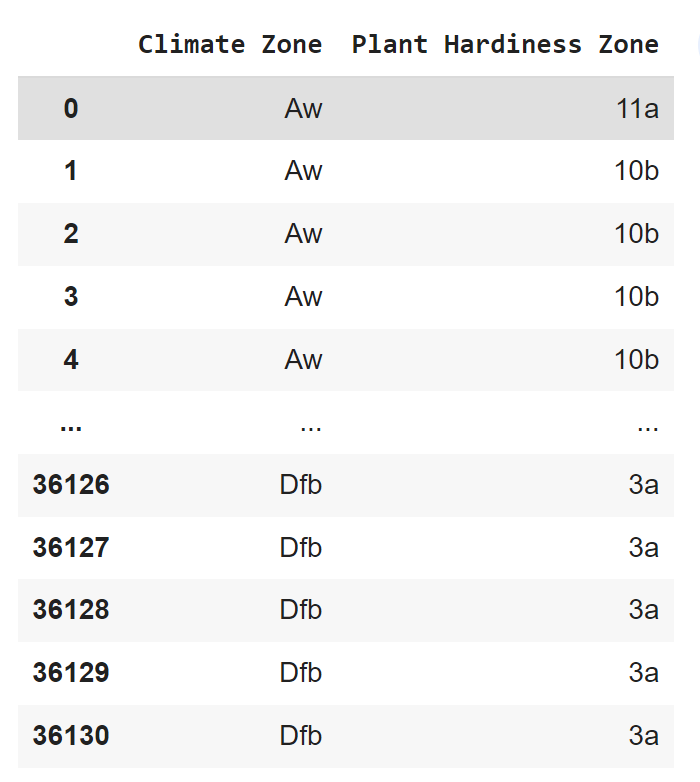 Climate Zone Plant Hardiness Zone
0 Aw 11a
1 Aw 10b
2 Aw 10b
3 Aw 10b
4 Aw 10b
... ... ...
36126 Dfb 3a
36127 Dfb 3a
36128 Dfb 3a
36129 Dfb 3a
36130 Dfb 3a